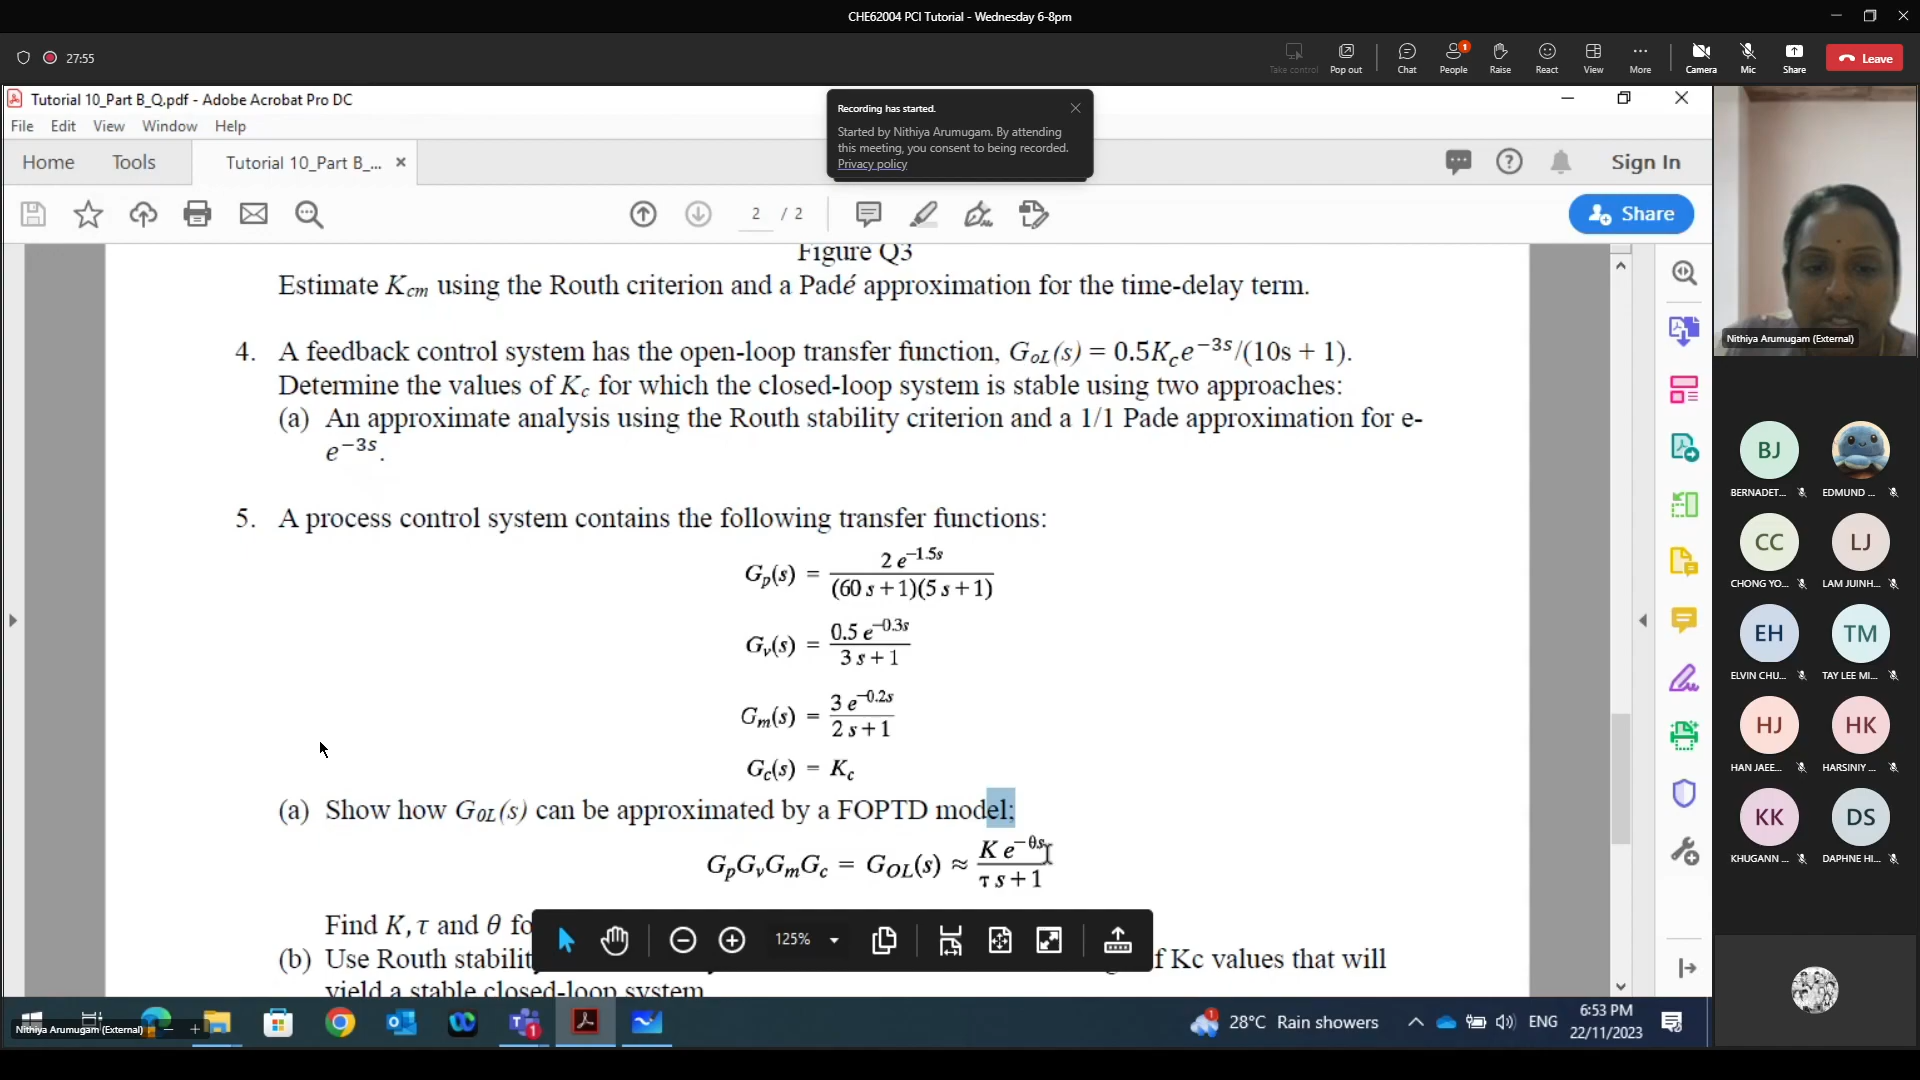 CHE62004 PCI Tutorial - Wednesday 6-8pm
27:55
Take control
Pop out
Chat
1
People
Raise
React
View
More
Camera
Mic
Share
Leave
Tutorial 10_Part B_Q.pdf - Adobe Acrobat Pro DC
Recording has started.
Started by Nithiya Arumugam. By attending
this meeting, you consent to being recorded.
Privacy policy
File Edit View Window Help
Home Tools Tutorial 10_Part B_... × Sign In
2 / 2
Share
Figure Q3
Estimate K_cm using the Routh criterion and a Padé approximation for the time-delay term.
4. A feedback control system has the open-loop transfer function, G_oL(s) = 0.5K_c e^−3s/(10s + 1).
Determine the values of K_c for which the closed-loop system is stable using two approaches:
(a) An approximate analysis using the Routh stability criterion and a 1/1 Pade approximation for e-
e^−3s.
5. A process control system contains the following transfer functions:
G_p(s) = 2 e^−1.5s / (60 s + 1)(5 s + 1)
G_v(s) = 0.5 e^−0.3s / 3 s + 1
G_m(s) = 3 e^−0.2s / 2 s + 1
G_c(s) = K_c
(a) Show how G_OL(s) can be approximated by a FOPTD model;
G_pG_vG_mG_c = G_OL(s) ≈ K e^−θs / τ s + 1
Find K, τ and θ fo
(b) Use Routh stabilit
f Kc values that will
yield a stable closed-loop system
125%
Nithiya Arumugam (External)
BJ
BERNADET...
EDMUND ...
CC
CHONG YO...
LJ
LAM JUINH...
EH
ELVIN CHU...
TM
TAY LEE MI...
HJ
HAN JAEE...
HK
HARSINIY ...
KK
KHUGANN ...
DS
DAPHNE HI...
Nithiya Arumugam (External)
1
1
28°C Rain showers
ENG
6:53 PM
22/11/2023